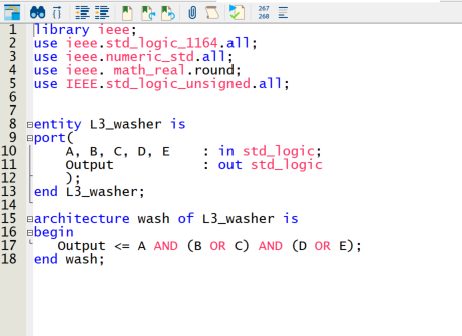 267
268
1 library ieee;
2 use ieee.std_logic_1164.all;
3 use ieee.numeric_std.all;
4 use ieee. math_real.round;
5 use IEEE.std_logic_unsigned.all;
6
7
8 entity L3_washer is
9 port(
10 A, B, C, D, E : in std_logic;
11 Output : out std_logic
12 );
13 end L3_washer;
14
15 architecture wash of L3_washer is
16 begin
17 Output <= A AND (B OR C) AND (D OR E);
18 end wash;